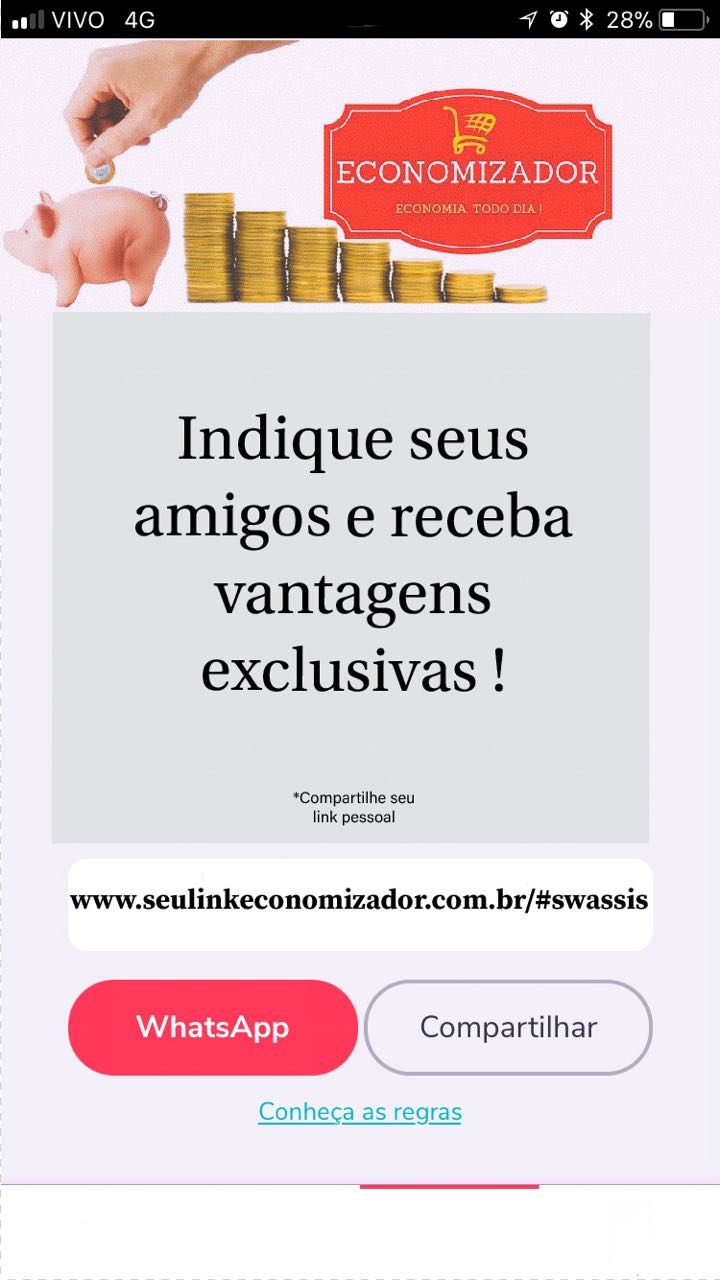 VIVO 4G 28%
ECONOMIZADOR
ECONOMIA TODO DIA !
Indique seus
amigos e receba
vantagens
exclusivas !
*Compartilhe seu
link pessoal
www.seulinkeconomizador.com.br/#swassis
WhatsApp Compartilhar
Conheça as regras